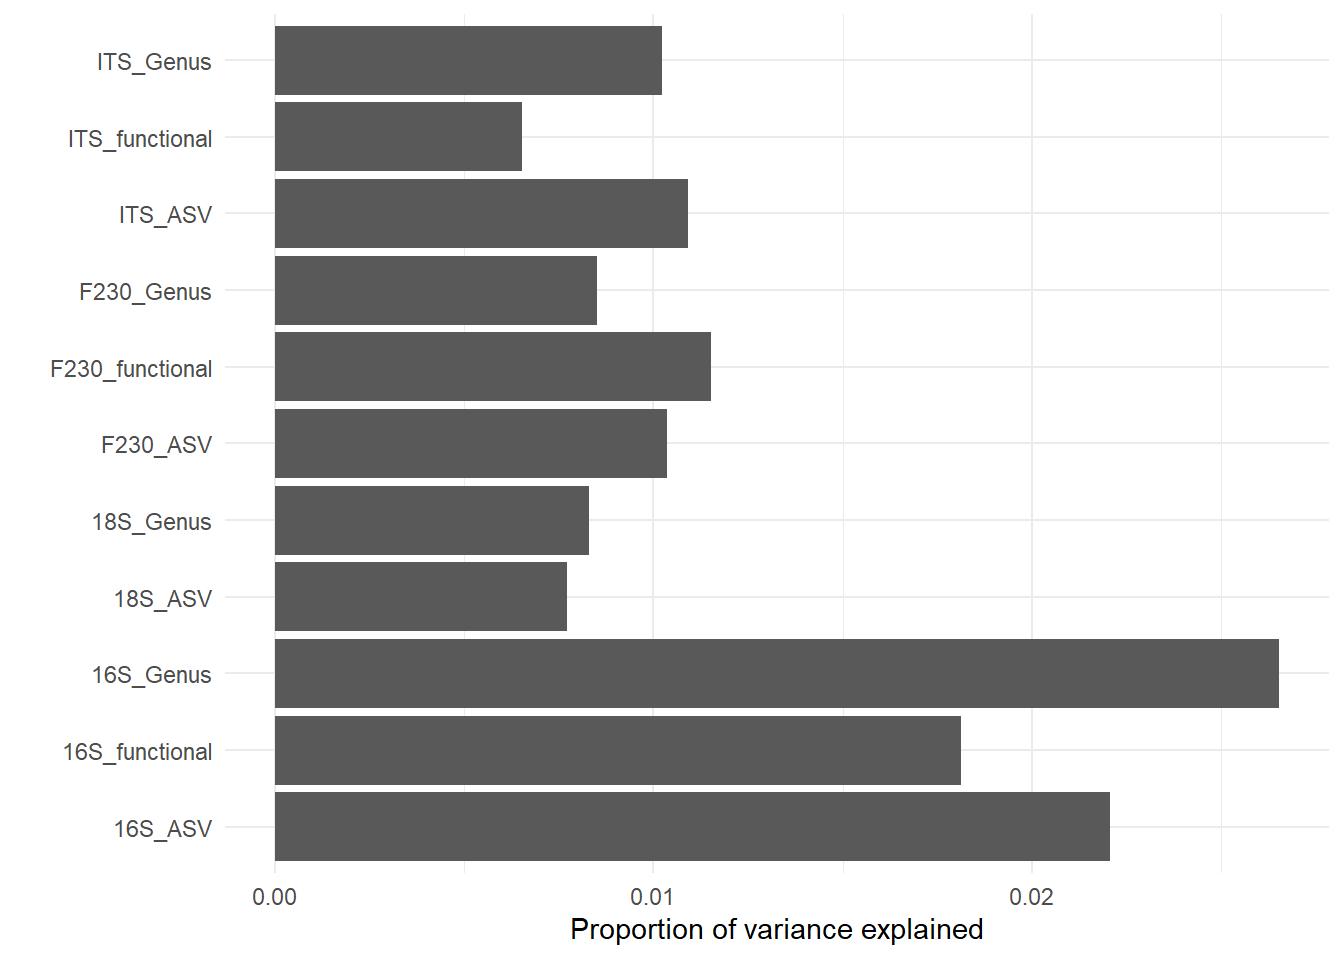 ITS_Genus
ITS_functional
ITS_ASV
F230_Genus
F230_functional
F230_ASV
18S_Genus
18S_ASV
16S_Genus
16S_functional
16S_ASV
0.00 0.01 0.02
Proportion of variance explained